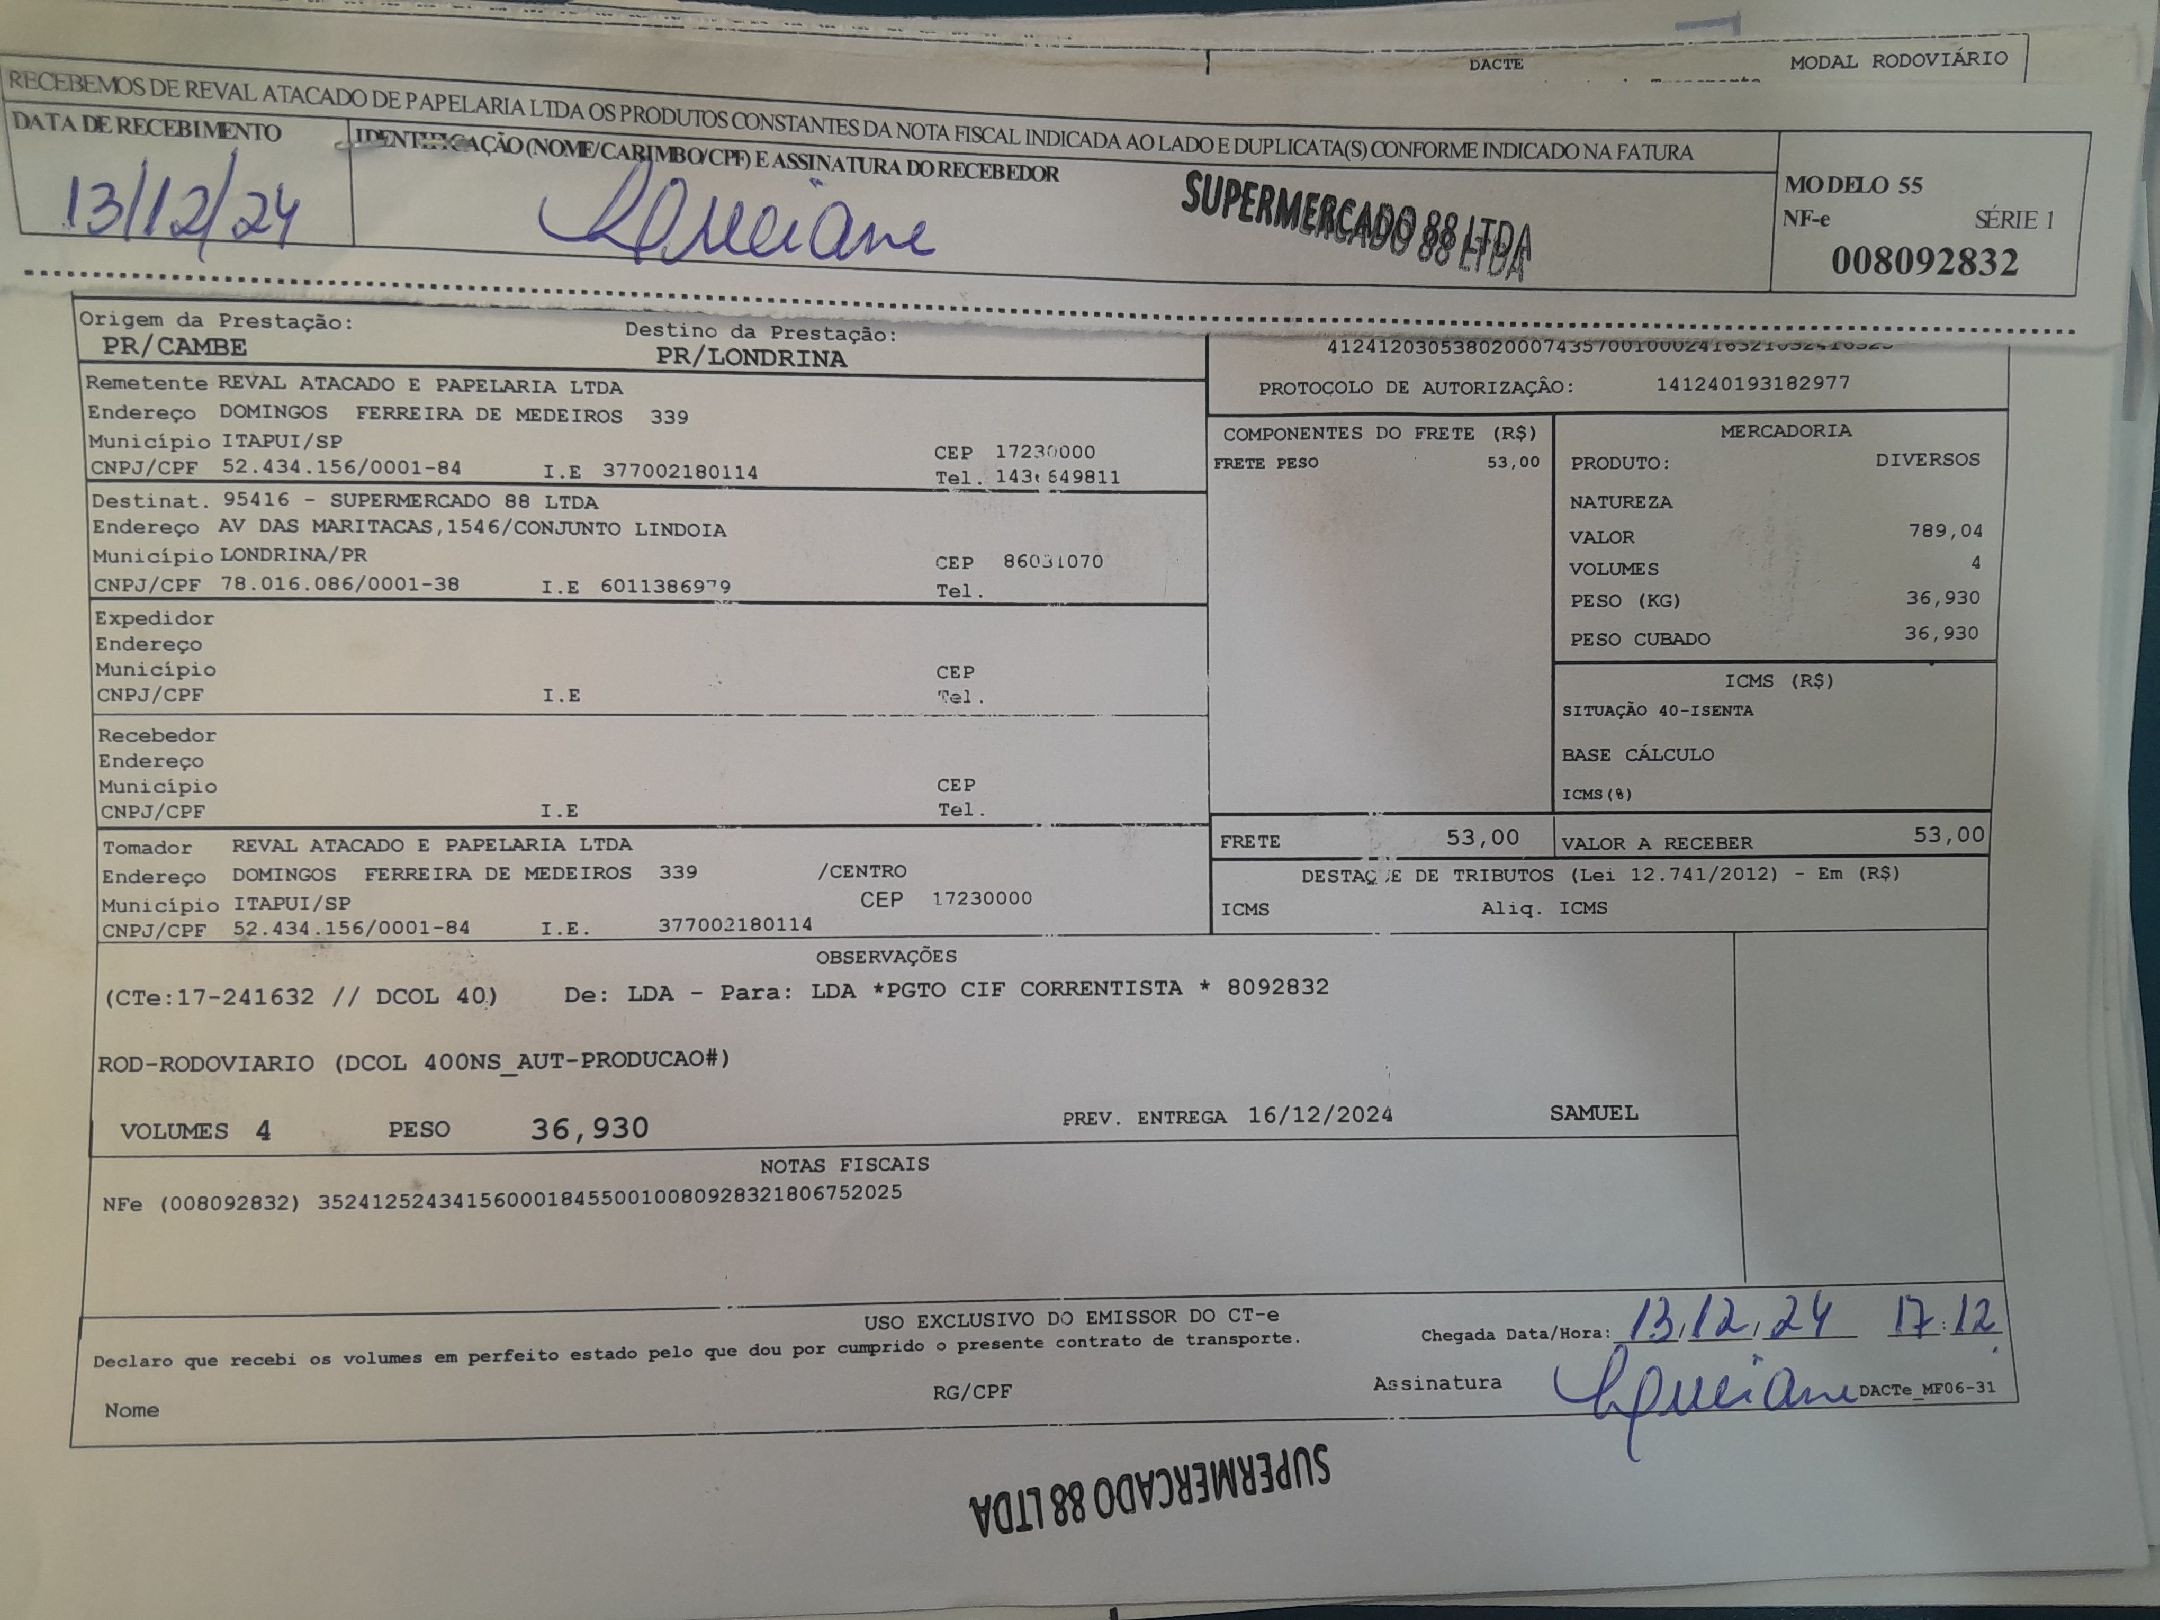 DACTE
MODAL RODOVIÁRIO
RECEBEMOS DE REVAL ATACADO DE PAPELARIA LTDA OS PRODUTOS CONSTANTES DA NOTA FISCAL INDICADA AO LADO E DUPLICATA(S) CONFORME INDICADO NA FATURA
DATA DE RECEBIMENTO
13/12/24
IDENTIFICAÇÃO (NOME/CARIMBO/CPF) E ASSINATURA DO RECEBEDOR
SUPERMERCADO 88 LTDA
MODELO 55
NF-e SÉRIE 1
008092832
Origem da Prestação:
PR/CAMBE
Destino da Prestação:
PR/LONDRINA
PROTOCOLO DE AUTORIZAÇÃO: 141240193182977
Remetente REVAL ATACADO E PAPELARIA LTDA
Endereço DOMINGOS FERREIRA DE MEDEIROS 339
Município ITAPUI/SP CEP 17230000
CNPJ/CPF 52.434.156/0001-84 I.E 377002180114 Tel.
Destinat. 95416 - SUPERMERCADO 88 LTDA
Endereço AV DAS MARITACAS,1546/CONJUNTO LINDOIA
Município LONDRINA/PR CEP 86031070
CNPJ/CPF 78.016.086/0001-38 I.E 6011386979 Tel.
Expedidor
Endereço
Município CEP
CNPJ/CPF I.E Tel.
Recebedor
Endereço
Município CEP
CNPJ/CPF I.E Tel.
Tomador REVAL ATACADO E PAPELARIA LTDA
Endereço DOMINGOS FERREIRA DE MEDEIROS 339 /CENTRO
Município ITAPUI/SP CEP 17230000
CNPJ/CPF 52.434.156/0001-84 I.E. 377002180114
COMPONENTES DO FRETE (R$)
FRETE PESO 53,00
MERCADORIA
PRODUTO: DIVERSOS
NATUREZA
VALOR 789,04
VOLUMES 4
PESO (KG) 36,930
PESO CUBADO 36,930
ICMS (R$)
SITUAÇÃO 40-ISENTA
BASE CÁLCULO
ICMS(%)
FRETE 53,00
VALOR A RECEBER 53,00
DESTAQUE DE TRIBUTOS (Lei 12.741/2012) - Em (R$)
ICMS Aliq. ICMS
OBSERVAÇÕES
(CTe:17-241632 // DCOL 40) De: LDA - Para: LDA *PGTO CIF CORRENTISTA * 8092832
ROD-RODOVIARIO (DCOL 400NS_AUT-PRODUCAO#)
VOLUMES 4 PESO 36,930 PREV. ENTREGA 16/12/2024 SAMUEL
NOTAS FISCAIS
NFe (008092832) 35241252434156000184550010080928321806752025
USO EXCLUSIVO DO EMISSOR DO CT-e
Declaro que recebi os volumes em perfeito estado pelo que dou por cumprido o presente contrato de transporte.
Chegada Data/Hora: 13/12/24 17:12
Nome RG/CPF Assinatura
DACTe_MF06-31
SUPERMERCADO 88 LTDA